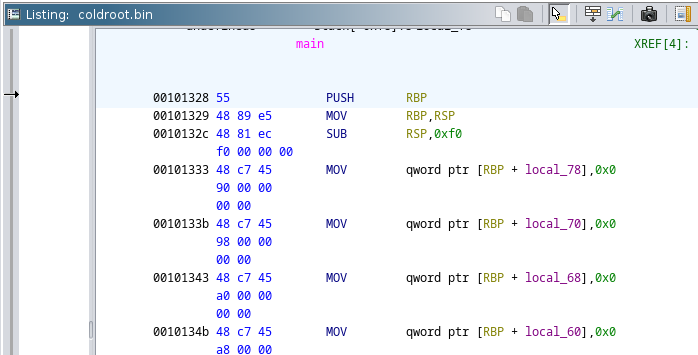 Listing: coldroot.bin
main XREF[4]:
00101328 55 PUSH RBP
00101329 48 89 e5 MOV RBP,RSP
0010132c 48 81 ec SUB RSP,0xf0
f0 00 00 00
00101333 48 c7 45 MOV qword ptr [RBP + local_78],0x0
90 00 00
00 00
0010133b 48 c7 45 MOV qword ptr [RBP + local_70],0x0
98 00 00
00 00
00101343 48 c7 45 MOV qword ptr [RBP + local_68],0x0
a0 00 00
00 00
0010134b 48 c7 45 MOV qword ptr [RBP + local_60],0x0
a8 00 00